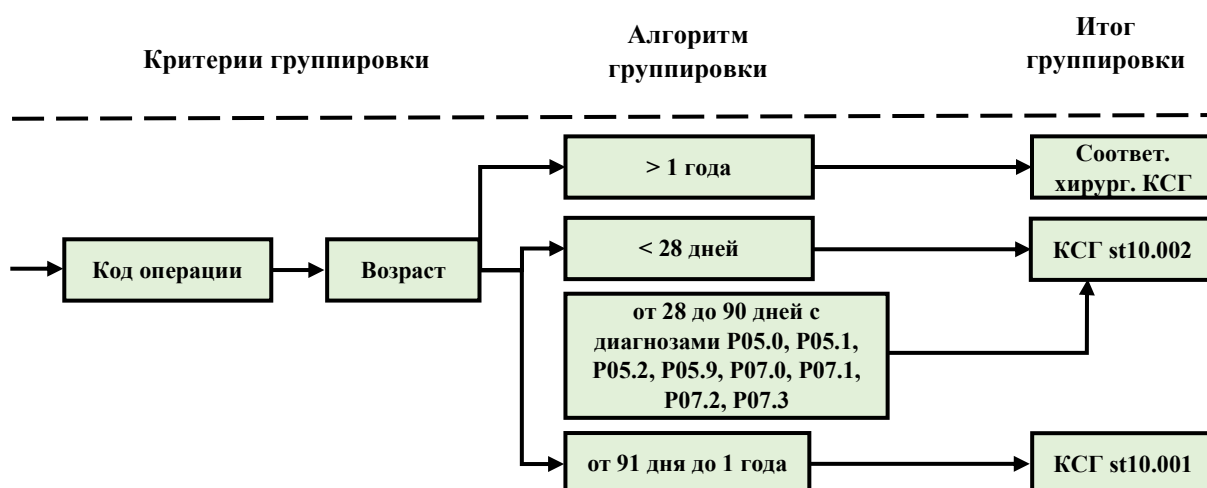 Критерии группировки
Алгоритм
группировки
Итог
группировки
> 1 года
Соответ.
хирург. КСГ
Код операции
Возраст
< 28 дней
КСГ st10.002
от 28 до 90 дней с
диагнозами P05.0, P05.1,
P05.2, P05.9, P07.0, P07.1,
P07.2, P07.3
от 91 дня до 1 года
КСГ st10.001